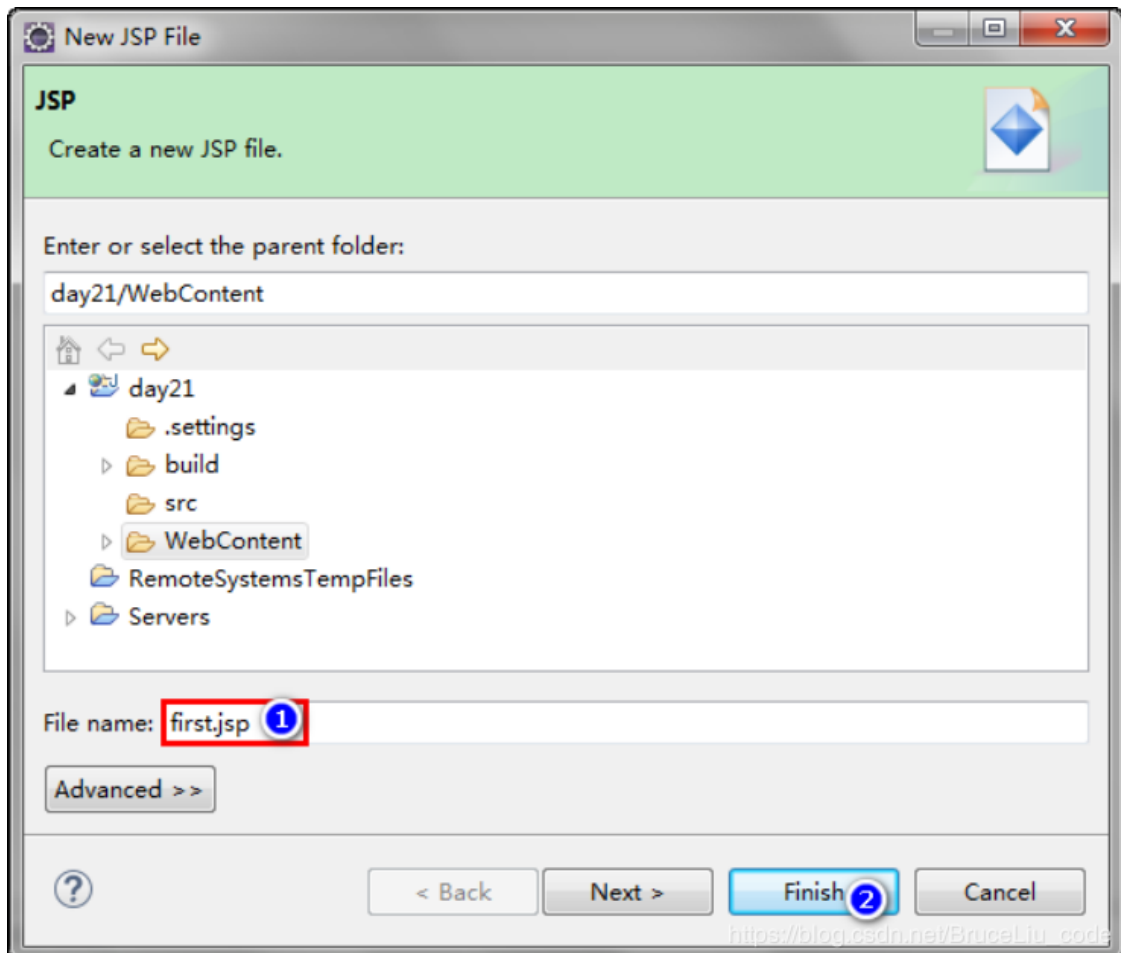 New JSP File
JSP
Create a new JSP file.
Enter or select the parent folder:
day21/WebContent
day21
.settings
build
src
WebContent
RemoteSystemsTempFiles
Servers
File name: first.jsp 1
Advanced >>
< Back Next > Finish 2 Cancel
https://blog.csdn.net/BruceLiu_code